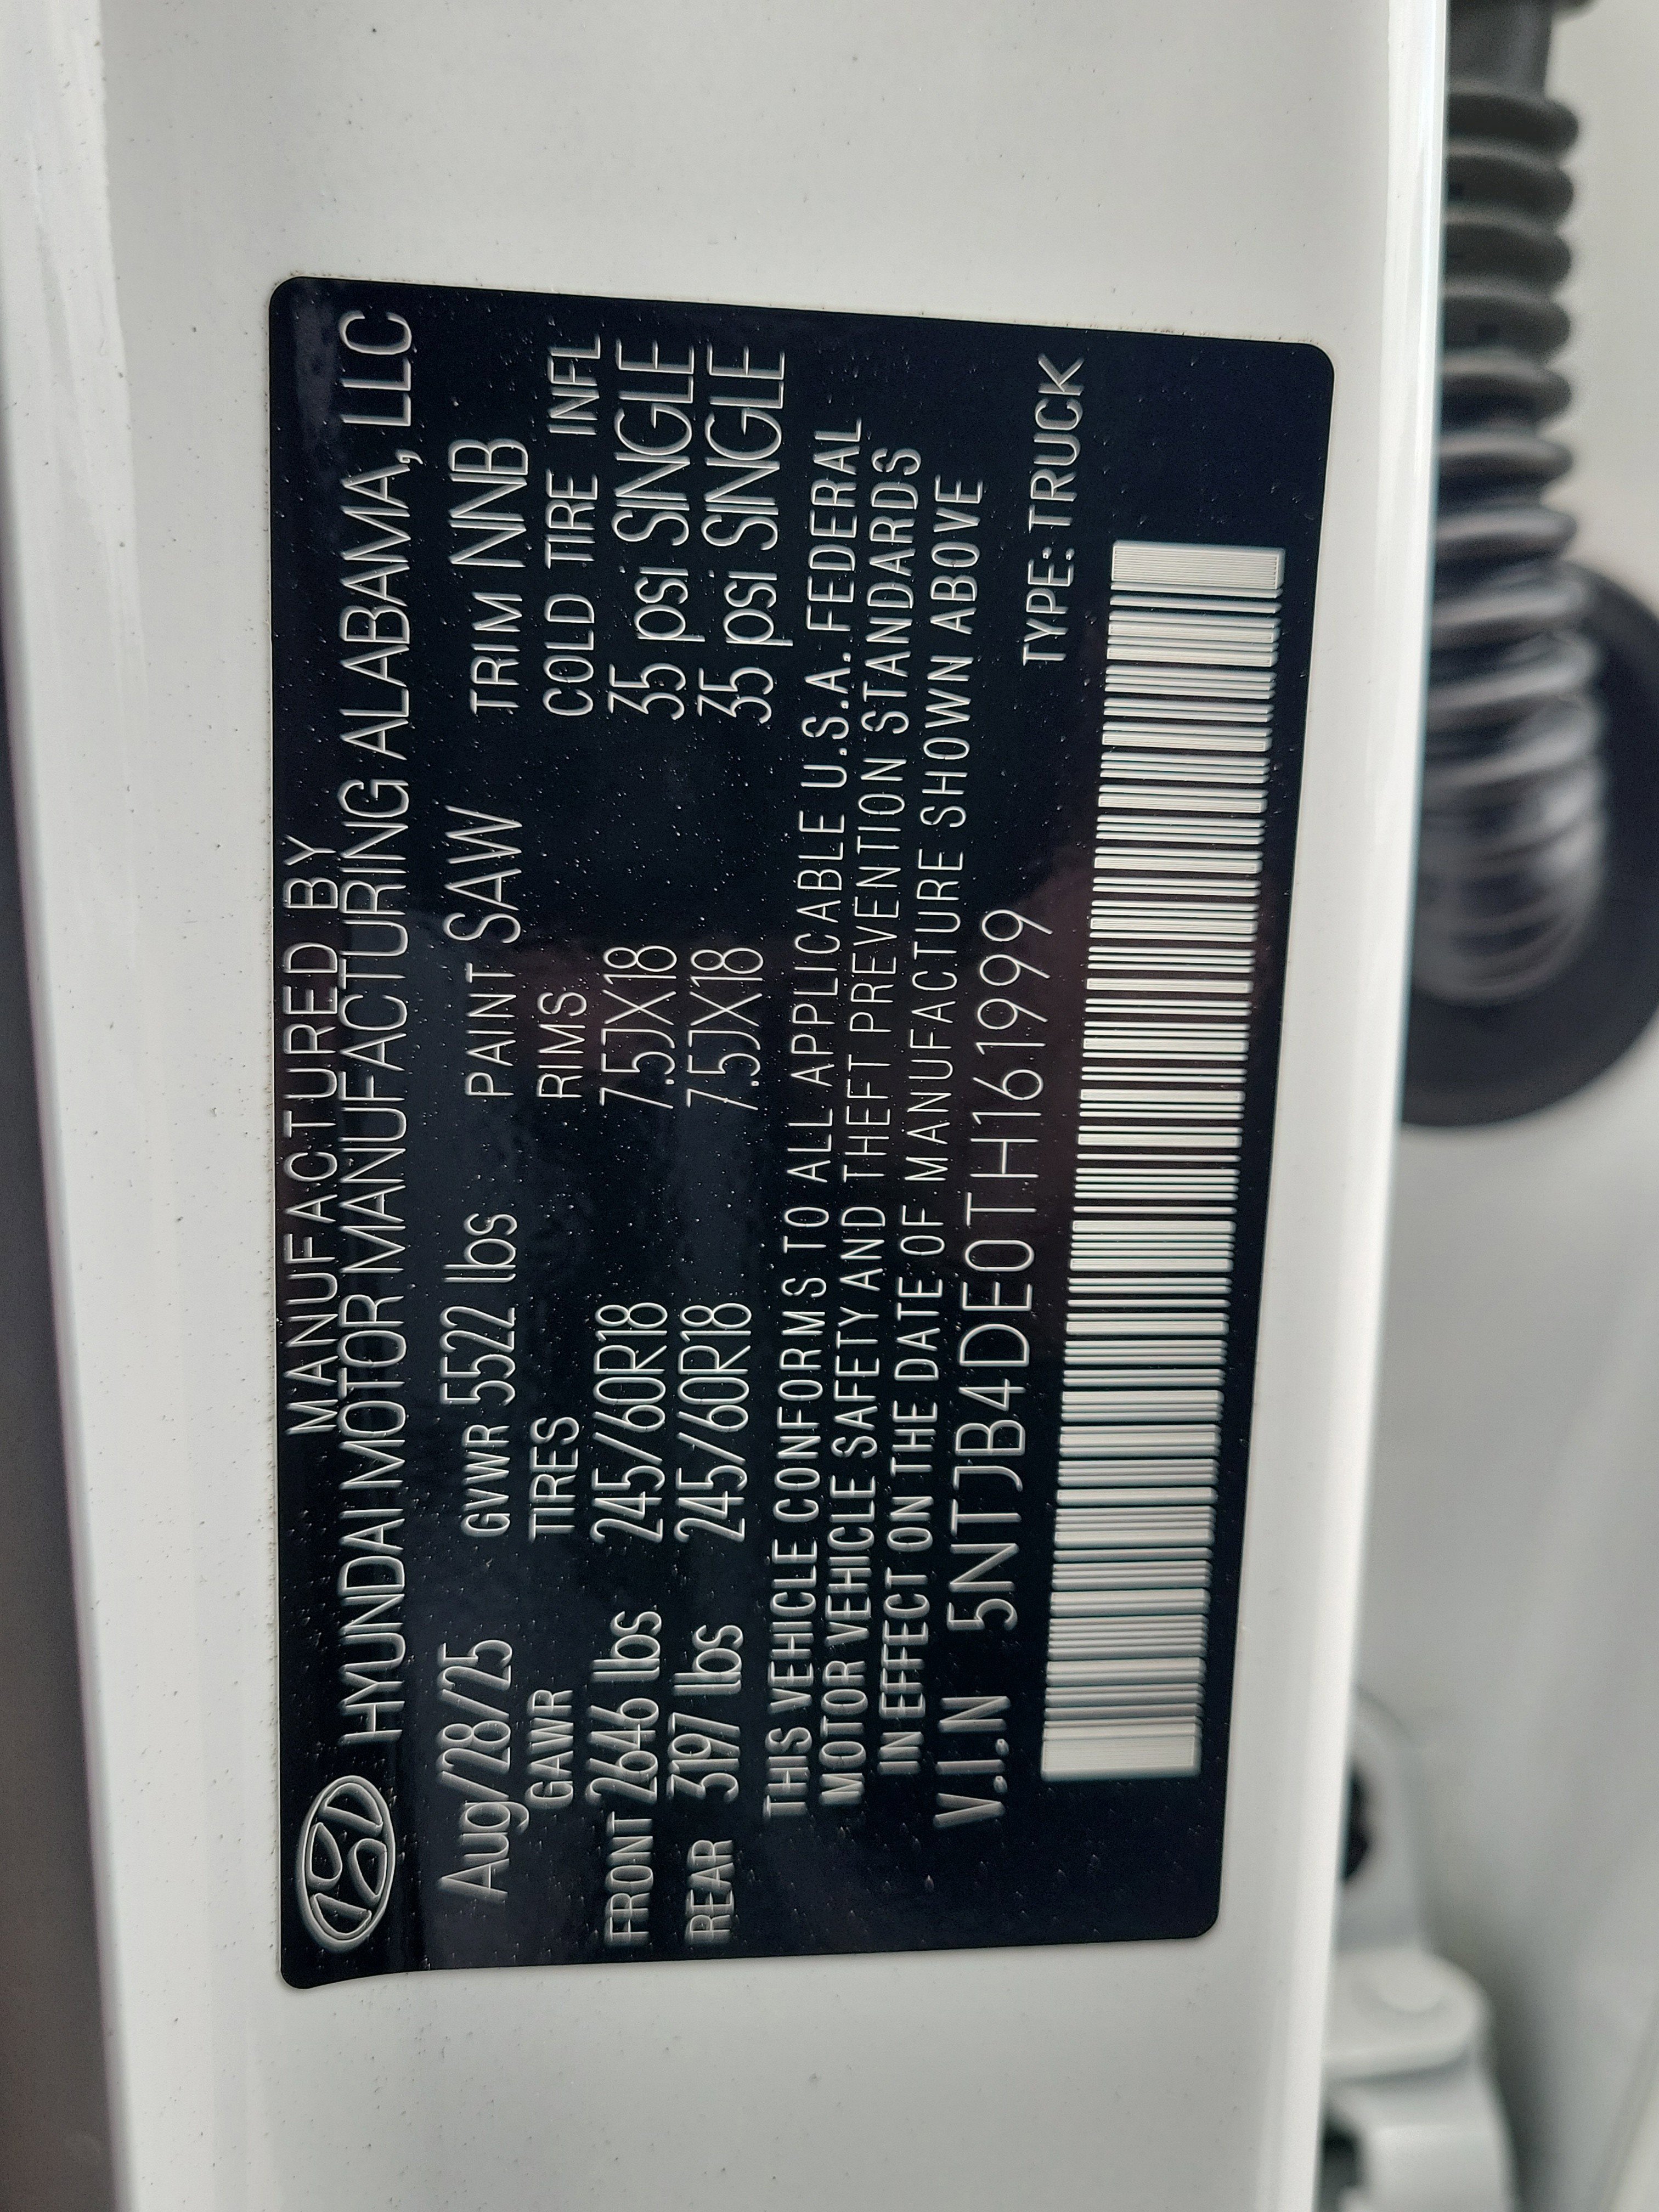 MANUFACTURED BY
HYUNDAI MOTOR MANUFACTURING ALABAMA, LLC
Aug/28/25 GVWR 5522 lbs PAINT SAW TRIM NNB
GAWR TIRES RIMS COLD TIRE INFL
FRONT 2646 lbs 245/60R18 7.5JX18 35 psi SINGLE
REAR 3197 lbs 245/60R18 7.5JX18 35 psi SINGLE
THIS VEHICLE CONFORMS TO ALL APPLICABLE U.S.A. FEDERAL
MOTOR VEHICLE SAFETY AND THEFT PREVENTION STANDARDS
IN EFFECT ON THE DATE OF MANUFACTURE SHOWN ABOVE
V.I.N 5NTJB4DE0TH161999
TYPE: TRUCK